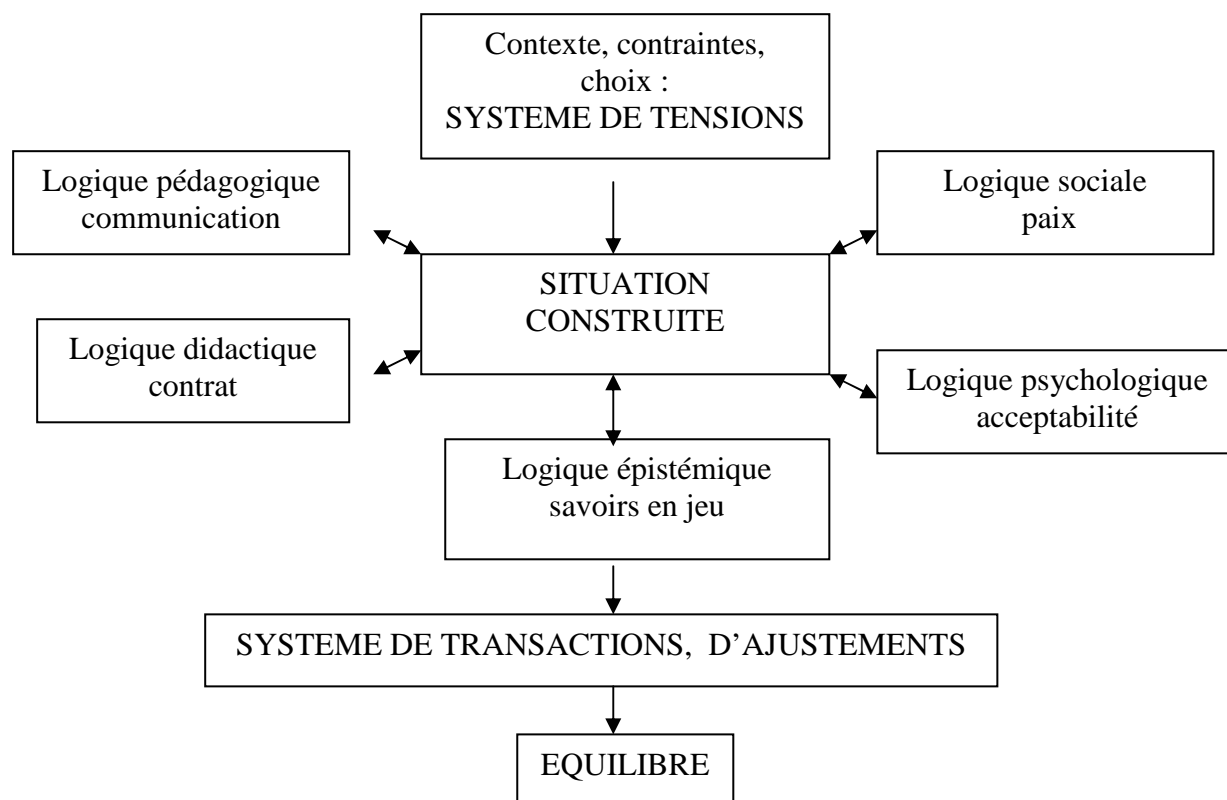 Contexte, contraintes,
choix :
SYSTEME DE TENSIONS
Logique pédagogique
communication
Logique sociale
paix
SITUATION
CONSTRUITE
Logique didactique
contrat
Logique psychologique
acceptabilité
Logique épistémique
savoirs en jeu
SYSTEME DE TRANSACTIONS, D’AJUSTEMENTS
EQUILIBRE